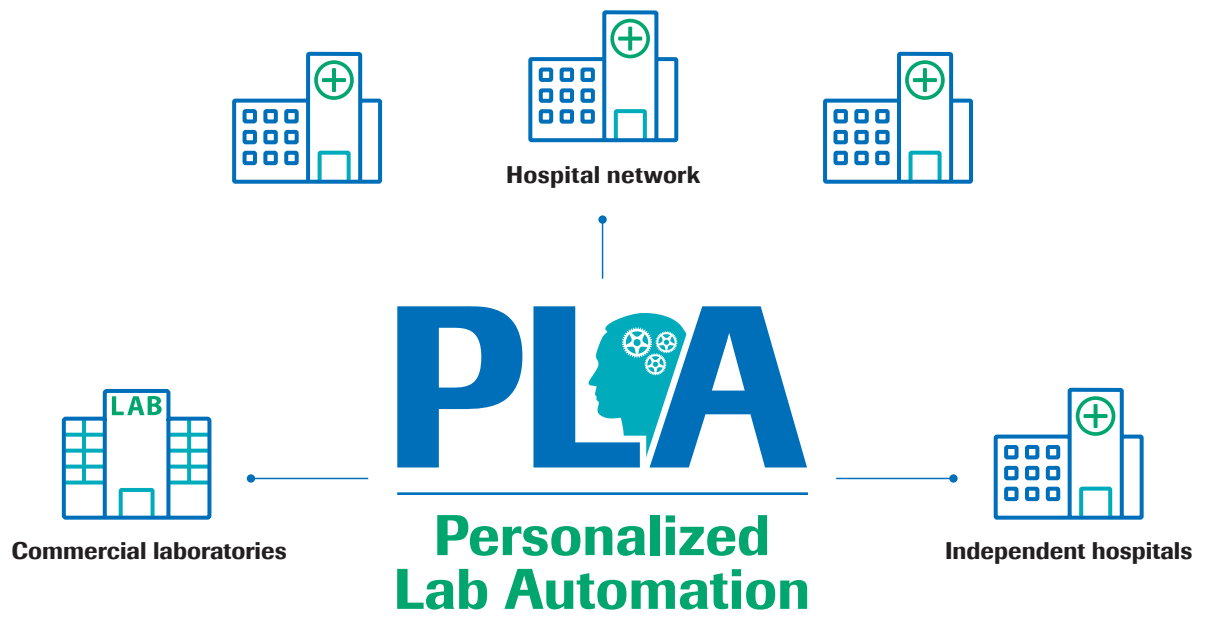 Hospital network
PLA
LAB
Commercial laboratories
Independent hospitals
Personalized
Lab Automation